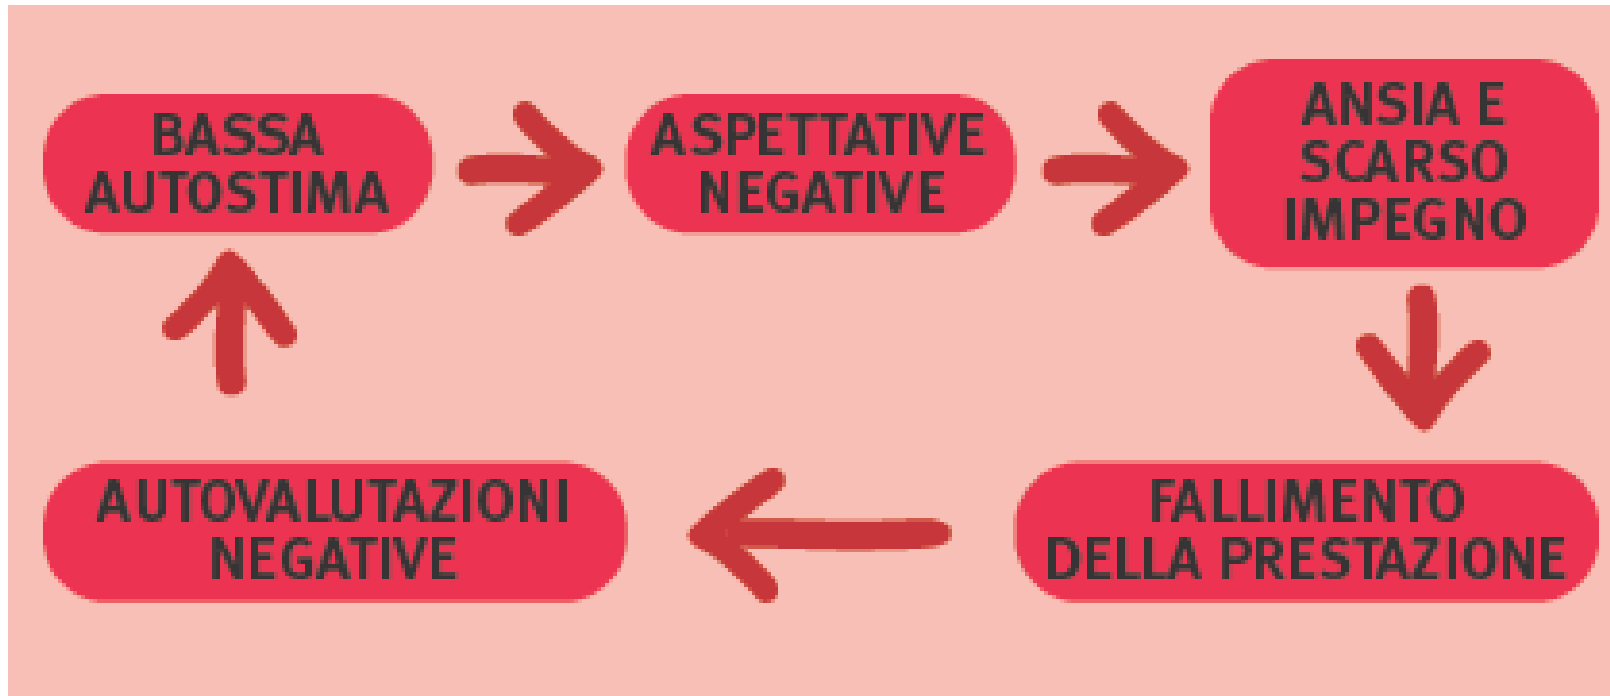 BASSA
AUTOSTIMA
ASPETTATIVE
NEGATIVE
ANSIA E
SCARSO
IMPEGNO
FALLIMENTO
DELLA PRESTAZIONE
AUTOVALUTAZIONI
NEGATIVE